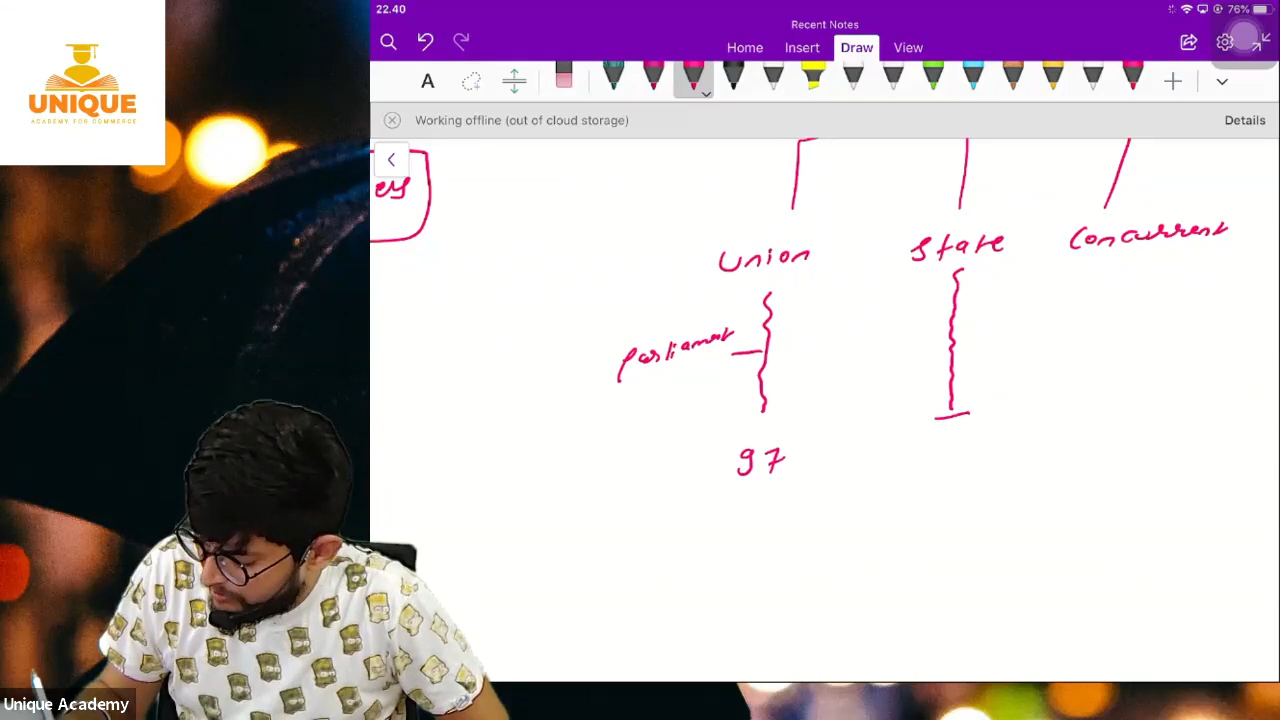 UNIQUE
ACADEMY FOR COMMERCE
22.40
76%
Recent Notes
Home Insert Draw View
A
Working offline (out of cloud storage)
Details
Union State Concurrent
Parliament
97
Unique Academy